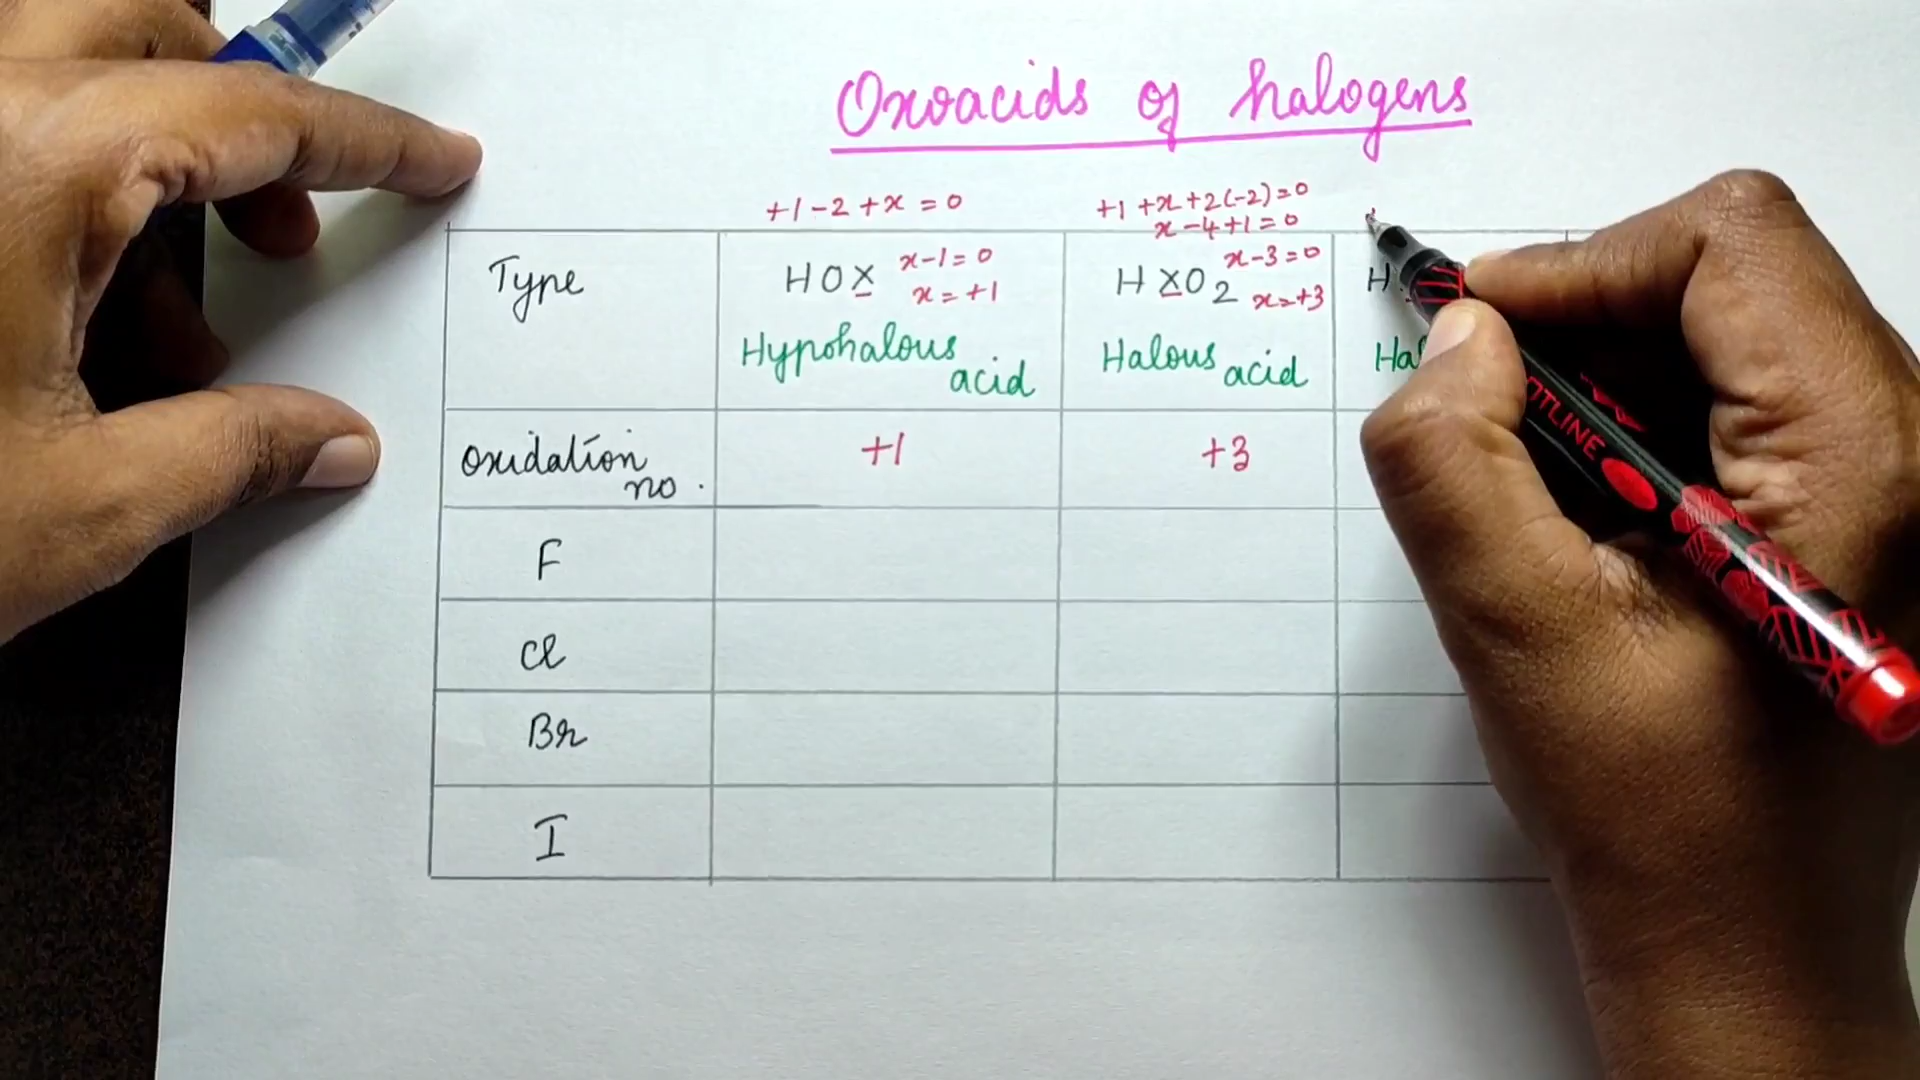 Oxoacids of halogens
+1-2+x=0
+1+x+2(-2)=0
x-4+1=0
Type
HOX
x-1=0
x=+1
Hypohalous
acid
HXO2
x-3=0
x=+3
Halous
acid
H
Oxidation
no.
+1
+3
F
Cl
Br
I